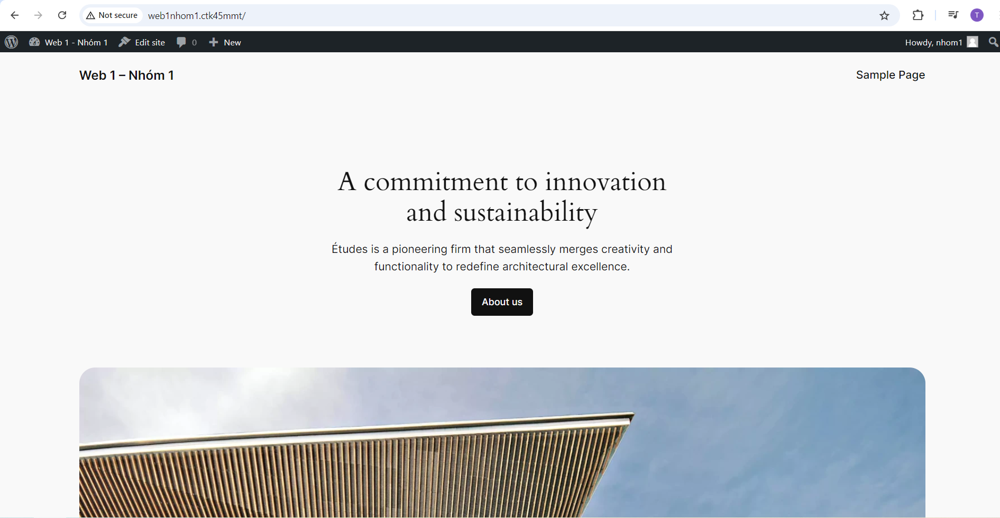 Not secure web1nhom1.ctk45mmt/ T
Web 1 - Nhóm 1 Edit site 0 New Howdy, nhom1
Web 1 – Nhóm 1 Sample Page
A commitment to innovation
and sustainability
Études is a pioneering firm that seamlessly merges creativity and
functionality to redefine architectural excellence.
About us